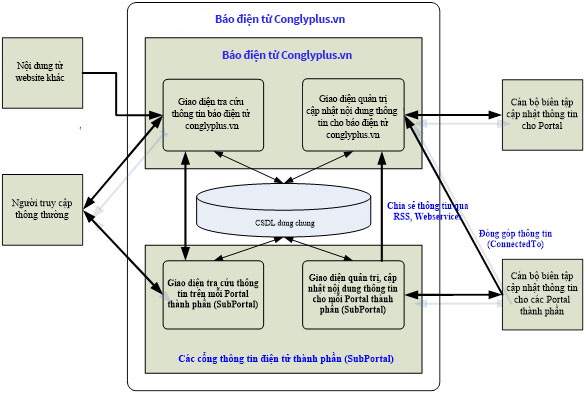 Báo điện tử Conglyplus.vn
Báo điện tử Conglyplus.vn
Nội dung từ
website khác
Giao diện tra cứu
thông tin báo điện tử
conglyplus.vn
Giao diện quản trị
cập nhật nội dung thông
tin cho báo điện tử
conglyplus.vn
Cán bộ biên tập
cập nhật thông tin
cho Portal
Người truy cập
thông thường
CSDL dùng chung
Chia sẻ thông tin qua
RSS, Webservice
Đóng góp thông tin
(ConnectedTo)
Giao diện tra cứu thông
tin trên mỗi Portal
thành phần (SubPortal)
Giao diện quản trị, cập
nhật nội dung thông tin
cho mỗi Portal thành
phần (SubPortal)
Cán bộ biên tập
cập nhật thông tin
cho các Portal
thành phần
Các cổng thông tin điện tử thành phần (SubPortal)